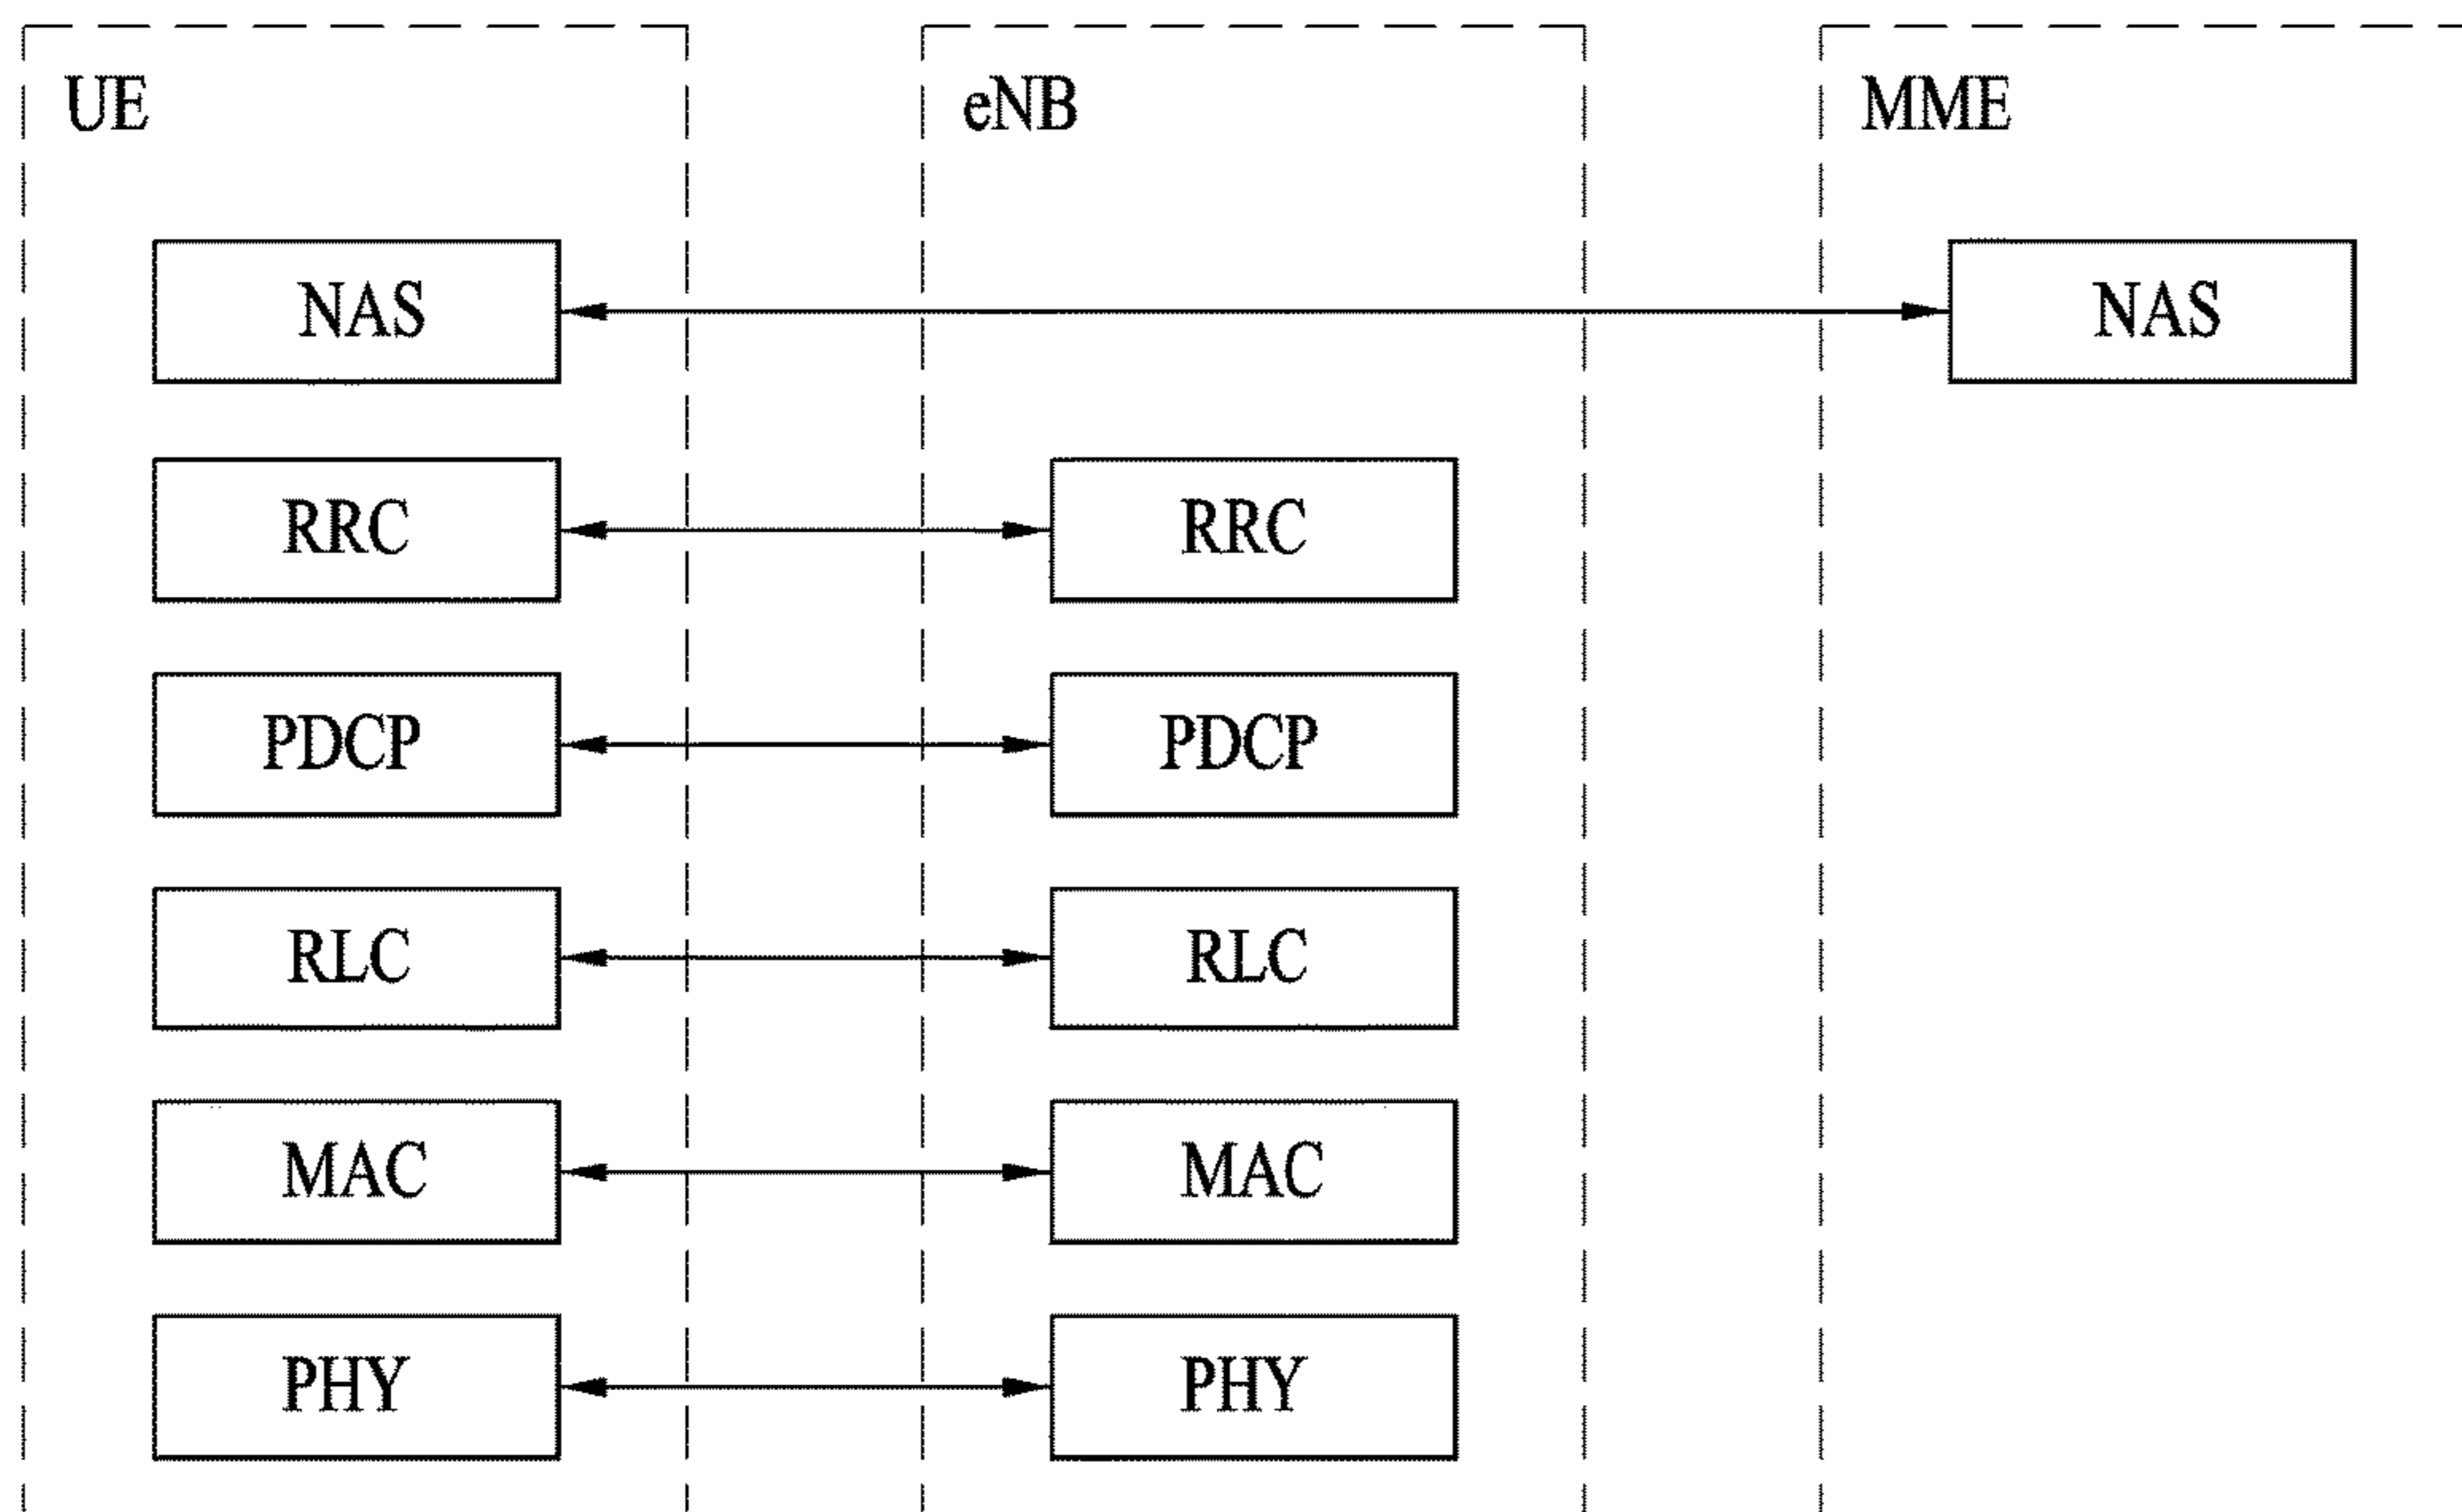 UE eNB MME
NAS NAS
RRC RRC
PDCP PDCP
RLC RLC
MAC MAC
PHY PHY